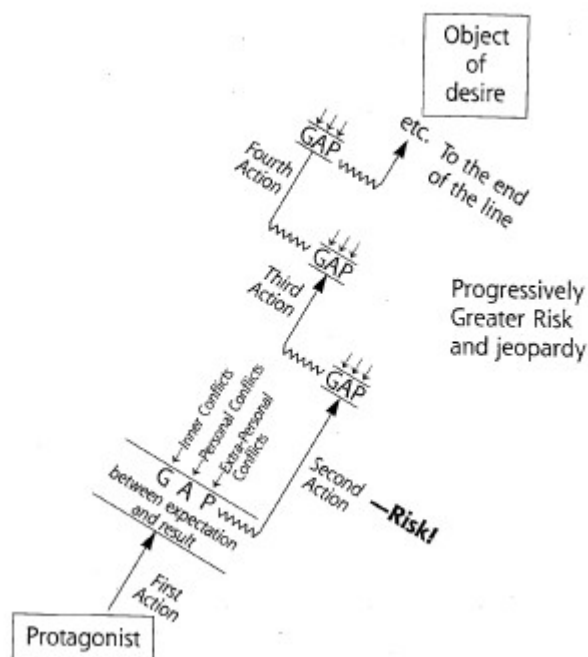 Object
of
desire
GAP
etc. To the end
of the line
Fourth
Action
GAP
Third
Action
Progressively
Greater Risk
and jeopardy
GAP
Inner Conflicts
Personal Conflicts
Extra-Personal
Conflicts
G A P
between expectation
and result
Second
Action
—Risk!
First
Action
Protagonist